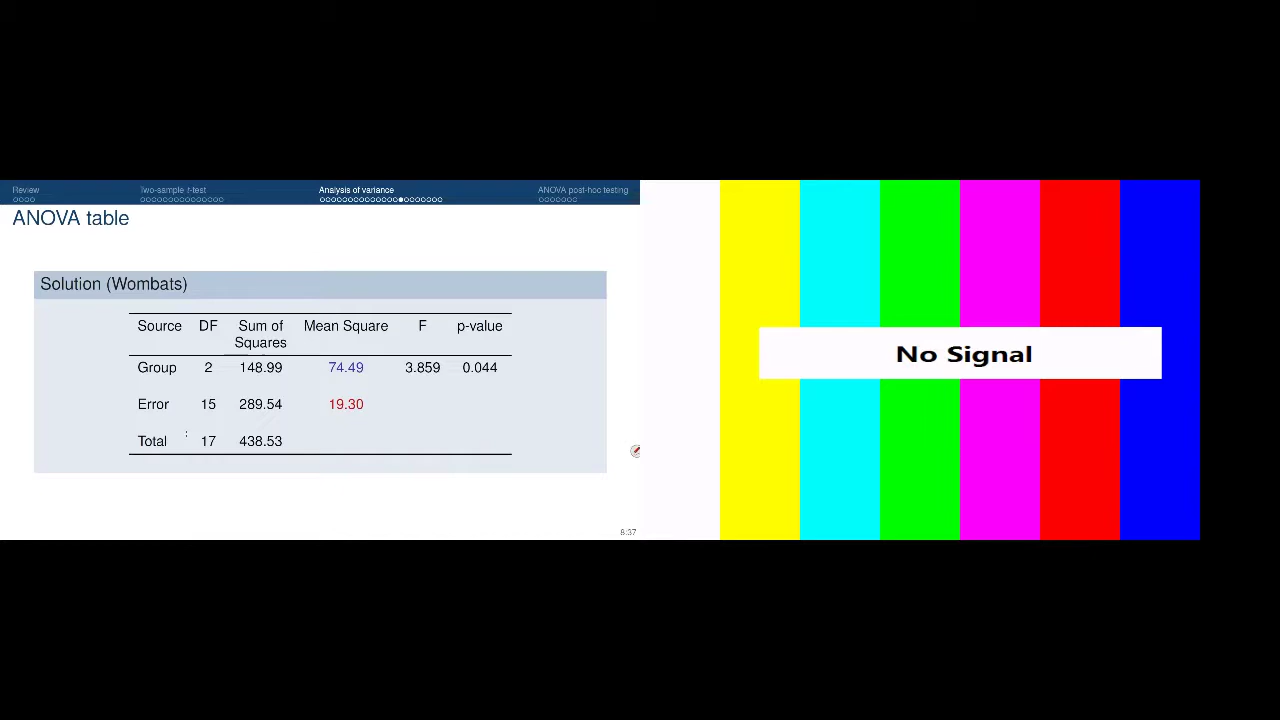 Review Two-sample t-test Analysis of variance ANOVA post-hoc testing
ANOVA table
Solution (Wombats)
Source DF Sum of Squares Mean Square F p-value
Group 2 148.99 74.49 3.859 0.044
Error 15 289.54 19.30
Total 17 438.53
8:37
No Signal